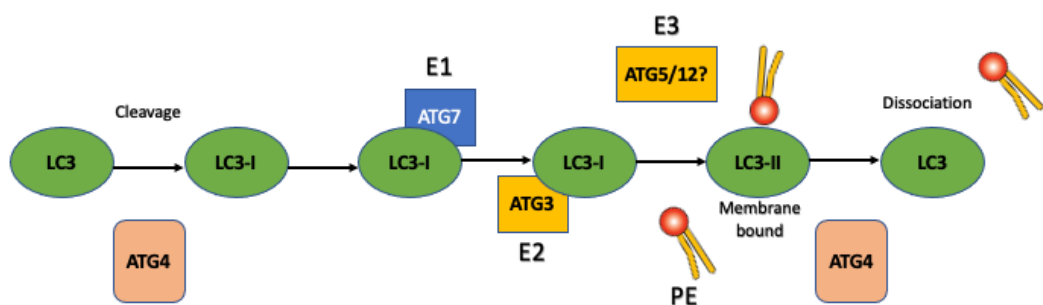 E3
E1
ATG5/12?
Cleavage
ATG7
Dissociation
LC3
LC3-I
LC3-I
LC3-I
LC3-II
LC3
ATG3
Membrane
bound
E2
ATG4
ATG4
PE